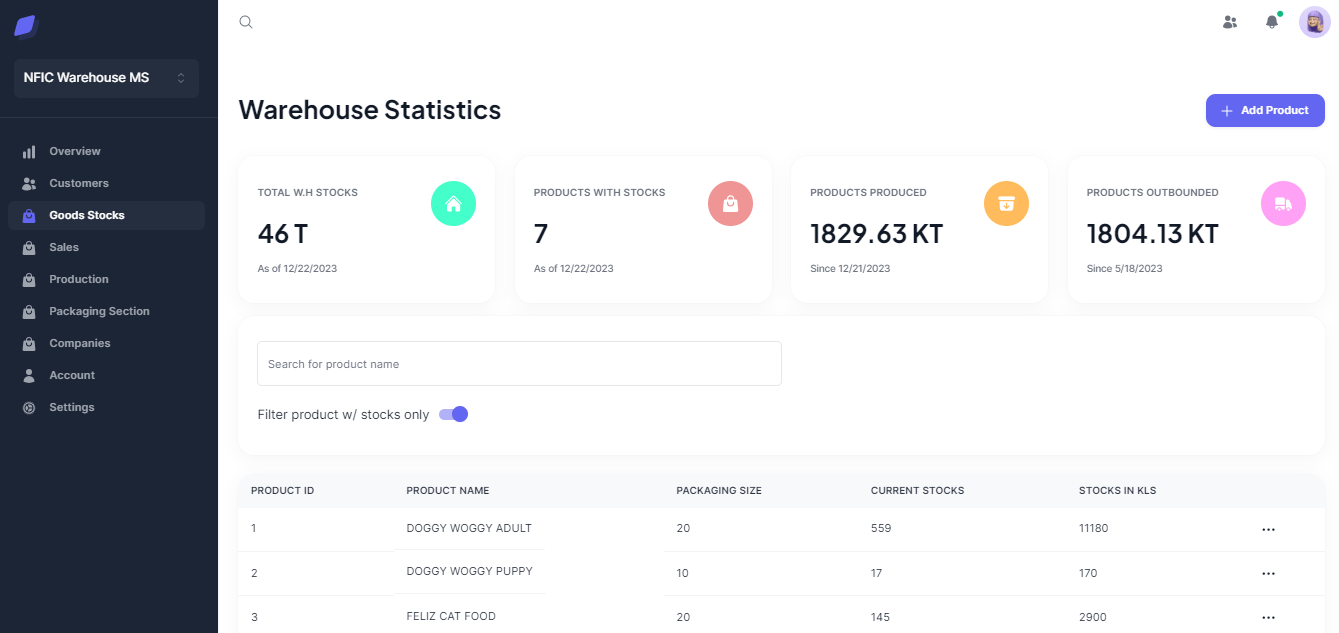 NFIC Warehouse MS
Overview
Customers
Goods Stocks
Sales
Production
Packaging Section
Companies
Account
Settings
Warehouse Statistics
Add Product
TOTAL W.H STOCKS
46 T
As of 12/22/2023
PRODUCTS WITH STOCKS
7
As of 12/22/2023
PRODUCTS PRODUCED
1829.63 KT
Since 12/21/2023
PRODUCTS OUTBOUNDED
1804.13 KT
Since 5/18/2023
Search for product name
Filter product w/ stocks only
PRODUCT ID PRODUCT NAME PACKAGING SIZE CURRENT STOCKS STOCKS IN KLS
1 DOGGY WOGGY ADULT 20 559 11180
2 DOGGY WOGGY PUPPY 10 17 170
3 FELIZ CAT FOOD 20 145 2900